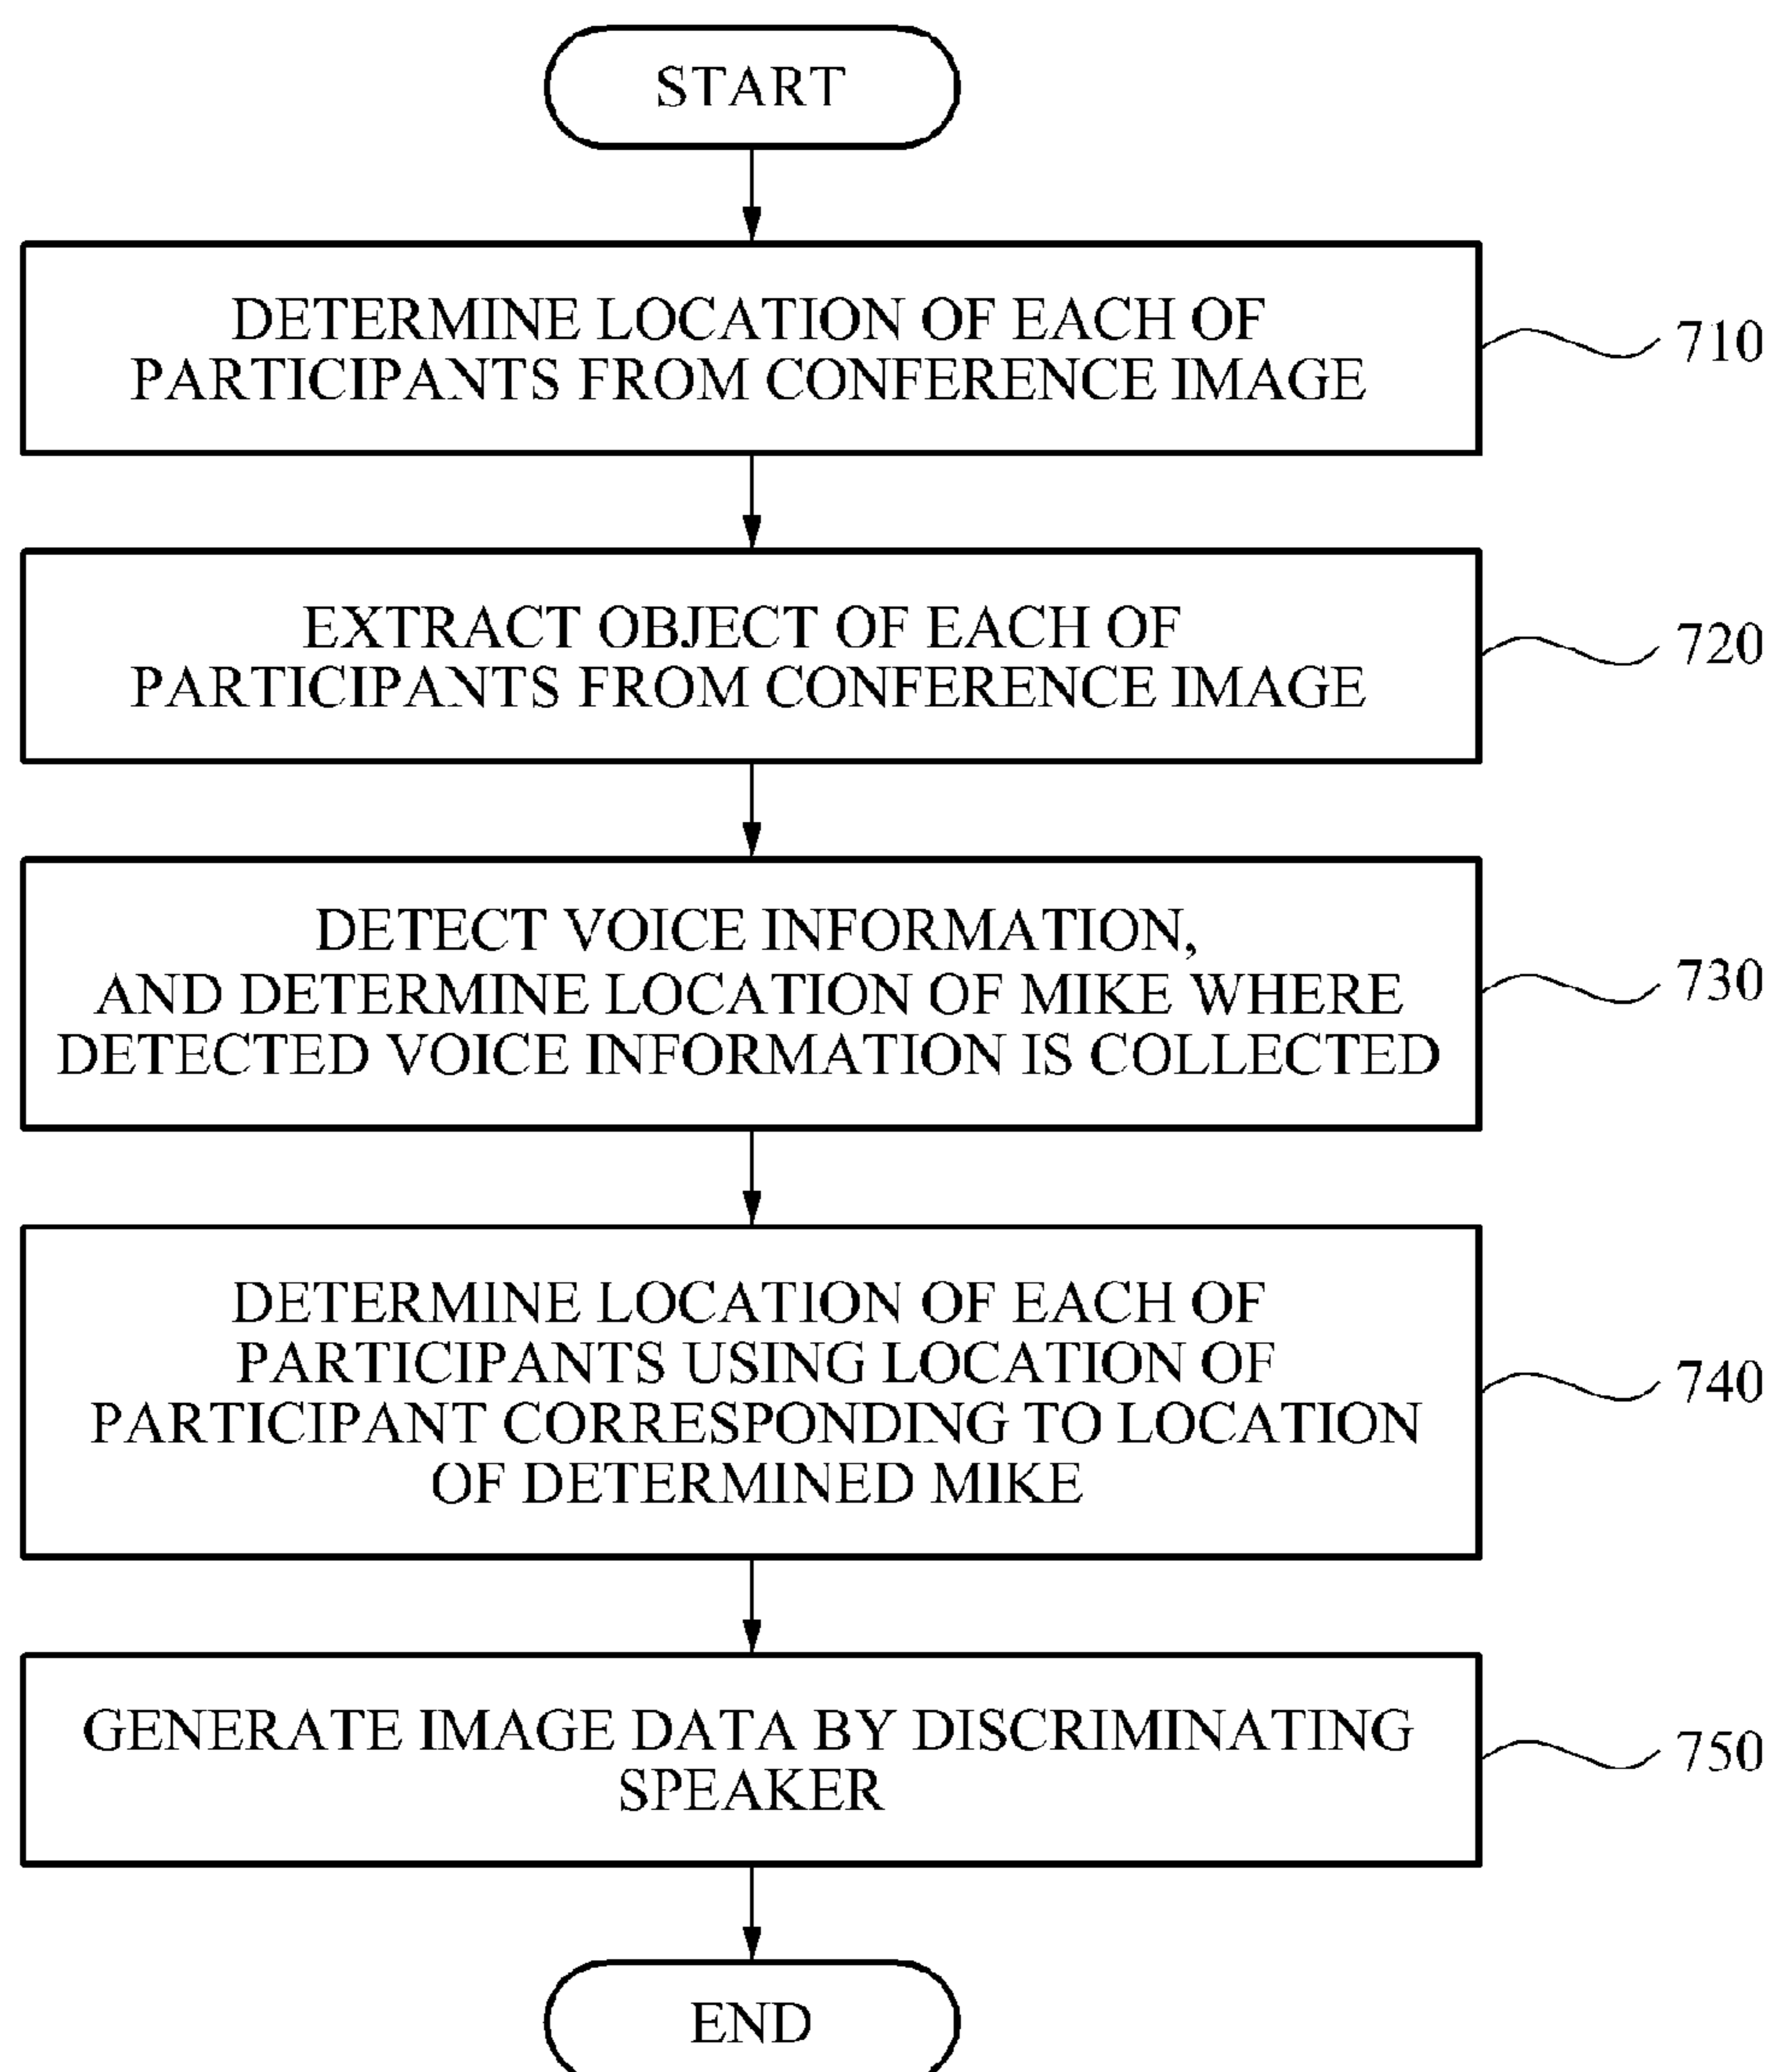 START
DETERMINE LOCATION OF EACH OF
PARTICIPANTS FROM CONFERENCE IMAGE
710
EXTRACT OBJECT OF EACH OF
PARTICIPANTS FROM CONFERENCE IMAGE
720
DETECT VOICE INFORMATION,
AND DETERMINE LOCATION OF MIKE WHERE
DETECTED VOICE INFORMATION IS COLLECTED
730
DETERMINE LOCATION OF EACH OF
PARTICIPANTS USING LOCATION OF
PARTICIPANT CORRESPONDING TO LOCATION
OF DETERMINED MIKE
740
GENERATE IMAGE DATA BY DISCRIMINATING
SPEAKER
750
END